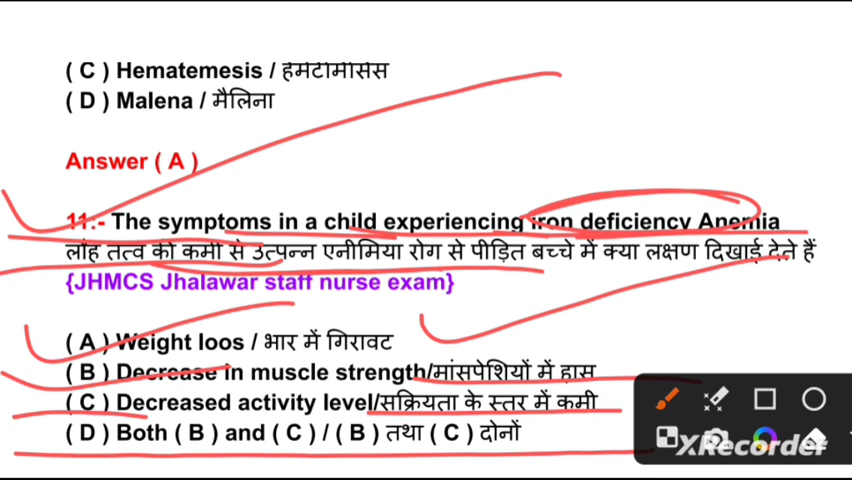 ( C ) Hematemesis / हेमेटोमेसिस
( D ) Malena / मैलिना
Answer ( A )
11:- The symptoms in a child experiencing iron deficiency Anemia
लौह तत्व की कमी से उत्पन्न एनीमिया रोग से पीड़ित बच्चे में क्या लक्षण दिखाई देते हैं
{JHMCS Jhalawar staff nurse exam}
( A ) Weight loos / भार में गिरावट
( B ) Decrease in muscle strength/मांसपेशियों में ह्रास
( C ) Decreased activity level/सक्रियता के स्तर में कमी
( D ) Both ( B ) and ( C ) / ( B ) तथा ( C ) दोनों
XRecorder